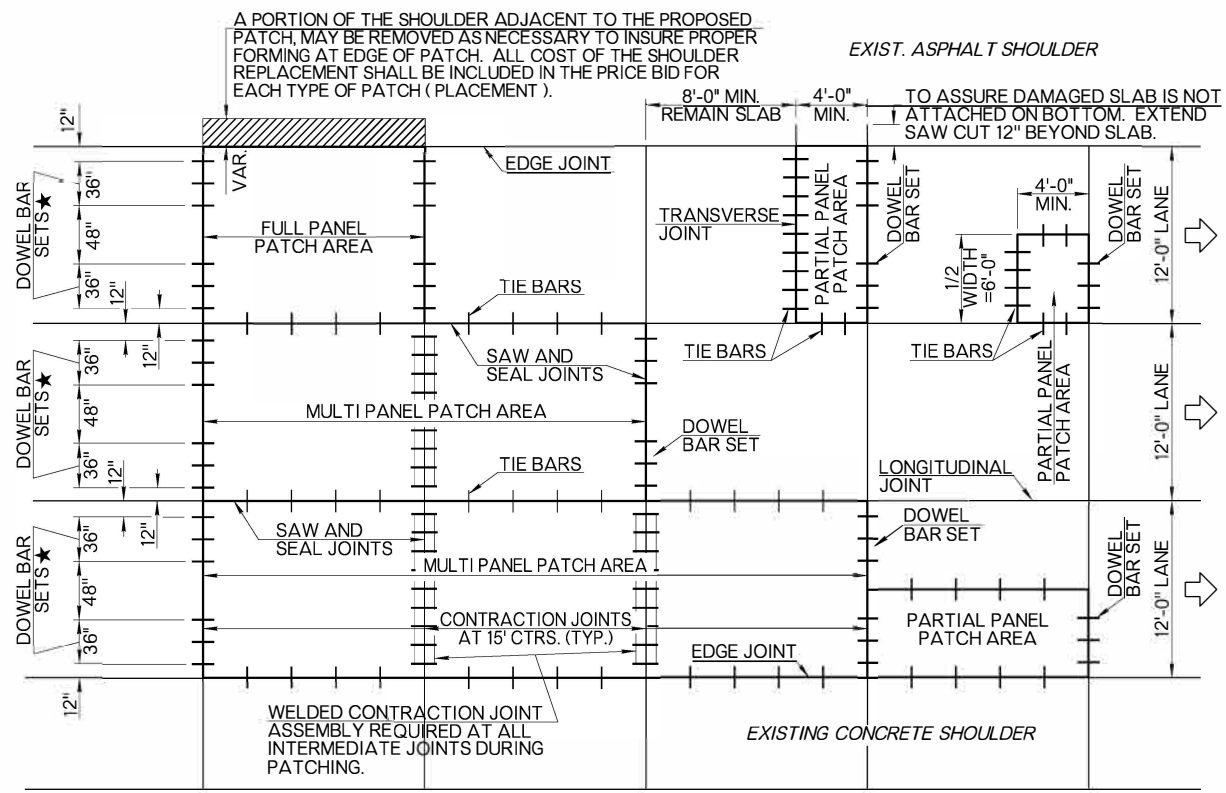 A PORTION OF THE SHOULDER ADJACENT TO THE PROPOSED
PATCH, MAY BE REMOVED AS NECESSARY TO INSURE PROPER
FORMING AT EDGE OF PATCH. ALL COST OF THE SHOULDER
REPLACEMENT SHALL BE INCLUDED IN THE PRICE BID FOR
EACH TYPE OF PATCH ( PLACEMENT ).
EXIST. ASPHALT SHOULDER
8'-0" MIN.
REMAIN SLAB
4'-0"
MIN.
TO ASSURE DAMAGED SLAB IS NOT
ATTACHED ON BOTTOM. EXTEND
SAW CUT 12" BEYOND SLAB.
12"
VAR.
EDGE JOINT
DOWEL BAR
SETS★
36"
48"
36"
12"
12"
FULL PANEL
PATCH AREA
TRANSVERSE
JOINT
PARTIAL PANEL
PATCH AREA
DOWEL
BAR SET
4'-0"
MIN.
DOWEL
BAR SET
1/2
WIDTH
=6'-0"
12'-0" LANE
TIE BARS
SAW AND
SEAL JOINTS
TIE BARS
TIE BARS
PARTIAL PANEL
PATCH AREA
DOWEL BAR
SETS★
36"
48"
36"
12"
12"
MULTI PANEL PATCH AREA
DOWEL
BAR SET
12'-0" LANE
TIE BARS
LONGITUDINAL
JOINT
SAW AND
SEAL JOINTS
DOWEL BAR
SETS★
36"
48"
36"
12"
MULTI PANEL PATCH AREA
DOWEL
BAR SET
DOWEL
BAR SET
12'-0" LANE
CONTRACTION JOINTS
AT 15' CTRS. (TYP.)
PARTIAL PANEL
PATCH AREA
EDGE JOINT
WELDED CONTRACTION JOINT
ASSEMBLY REQUIRED AT ALL
INTERMEDIATE JOINTS DURING
PATCHING.
EXISTING CONCRETE SHOULDER